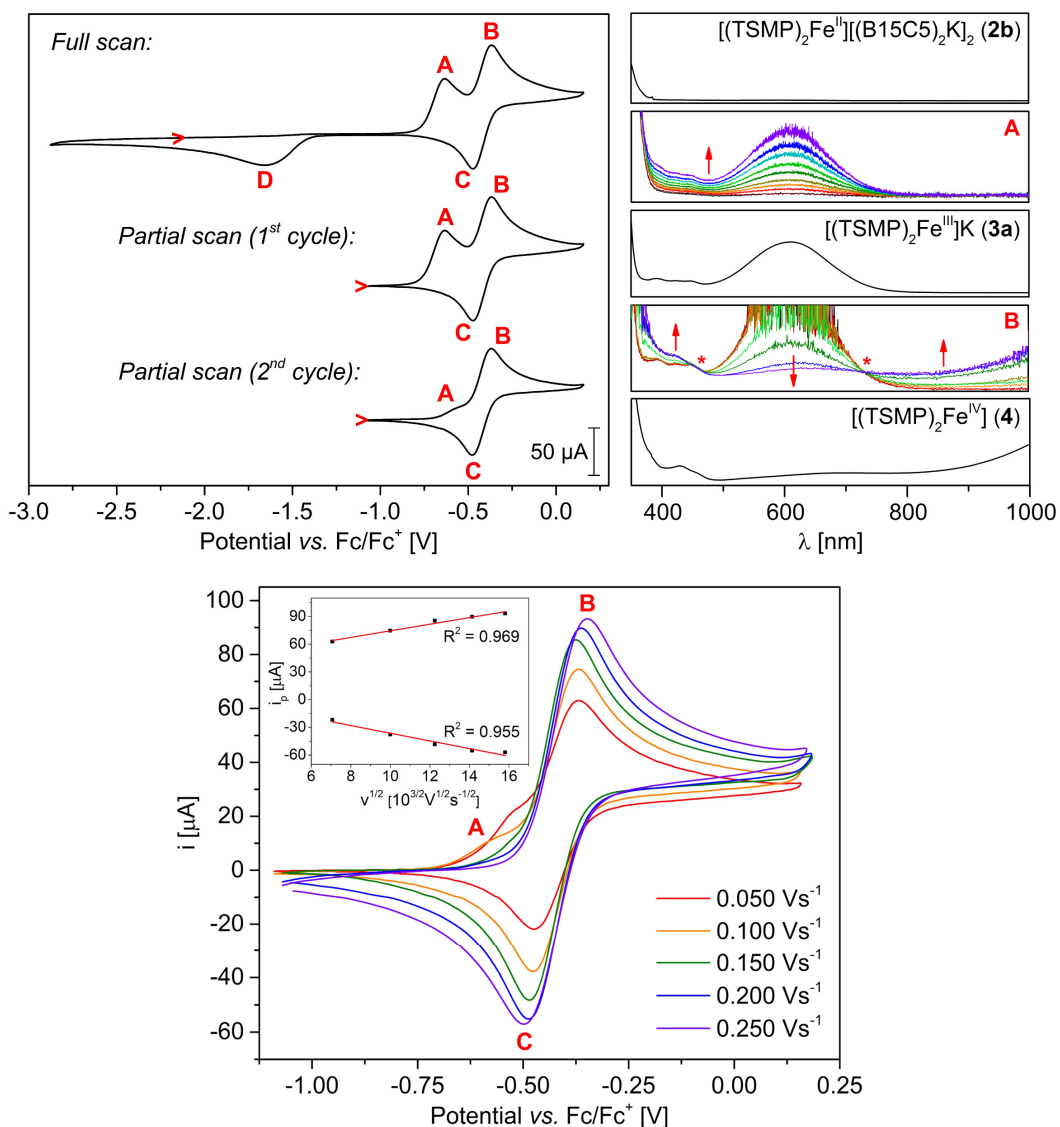 Full scan:
A
B
C
D
Partial scan (1st cycle):
A
B
C
Partial scan (2nd cycle):
A
B
C
50 µA
-3.0 -2.5 -2.0 -1.5 -1.0 -0.5 0.0
Potential vs. Fc/Fc+ [V]
[(TSMP)2FeII][(B15C5)2K]2 (2b)
A
[(TSMP)2FeIII]K (3a)
B
* *
[(TSMP)2FeIV] (4)
400 600 800 1000
λ [nm]
100
80
60
40
20
0
-20
-40
-60
i [µA]
90
60
30
0
-30
-60
ip [µA]
R2 = 0.969
R2 = 0.955
6 8 10 12 14 16
v1/2 [103/2V1/2s-1/2]
A
B
C
0.050 Vs-1
0.100 Vs-1
0.150 Vs-1
0.200 Vs-1
0.250 Vs-1
-1.00 -0.75 -0.50 -0.25 0.00 0.25
Potential vs. Fc/Fc+ [V]